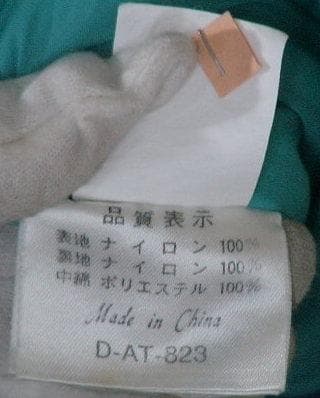 品質表示
表地 ナイロン 100%
裏地 ナイロン 100%
中綿 ポリエステル 100%
Made in China
D-AT-823